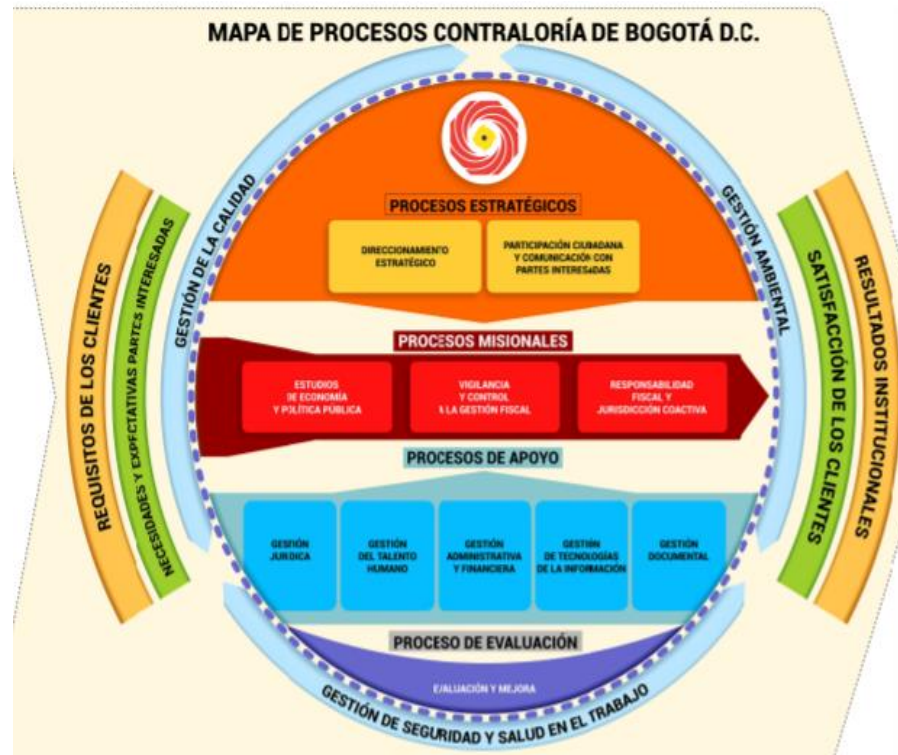 MAPA DE PROCESOS CONTRALORÍA DE BOGOTÁ D.C.
REQUISITOS DE LOS CLIENTES
NECESIDADES Y EXPECTATIVAS PARTES INTERESADAS
GESTIÓN DE LA CALIDAD
GESTIÓN AMBIENTAL
SATISFACCIÓN DE LOS CLIENTES
RESULTADOS INSTITUCIONALES
PROCESOS ESTRATÉGICOS
DIRECCIONAMIENTO
ESTRATÉGICO
PARTICIPACIÓN CIUDADANA
Y COMUNICACIÓN CON
PARTES INTERESADAS
PROCESOS MISIONALES
ESTUDIOS
DE ECONOMÍA
Y POLÍTICA PÚBLICA
VIGILANCIA
Y CONTROL
A LA GESTIÓN FISCAL
RESPONSABILIDAD
FISCAL Y
JURISDICCIÓN COACTIVA
PROCESOS DE APOYO
GESTIÓN
JURÍDICA
GESTIÓN
DEL TALENTO
HUMANO
GESTIÓN
ADMINISTRATIVA
Y FINANCIERA
GESTIÓN
DE TECNOLOGÍAS
DE LA INFORMACIÓN
GESTIÓN
DOCUMENTAL
PROCESO DE EVALUACIÓN
EVALUACIÓN Y MEJORA
GESTIÓN DE SEGURIDAD Y SALUD EN EL TRABAJO